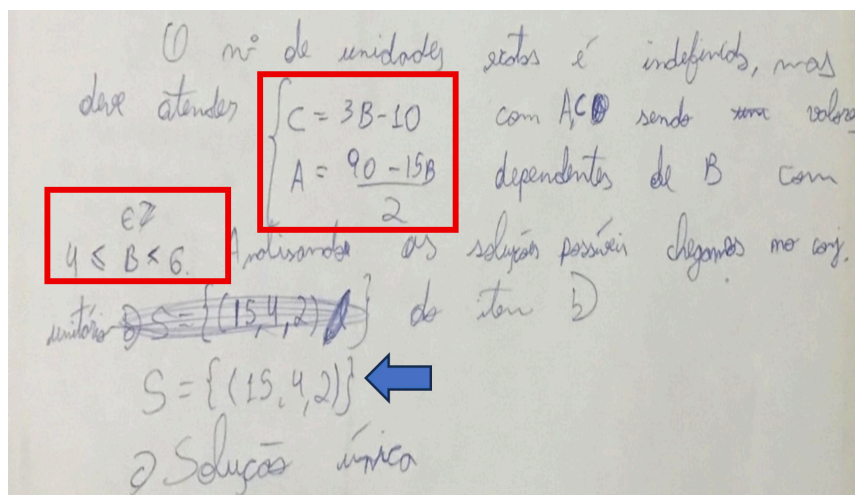 O nº de unidades exatas é indefinido, mas
deve atender { C = 3B-10 com A,C sendo valores
A = 90-15B / 2 dependentes de B com
∈ℤ
4 ≤ B < 6. Analisando as soluções possíveis chegamos no conj.
unitário S={(15,4,2)} do item b)
S={(15,4,2)}
c) Solução única